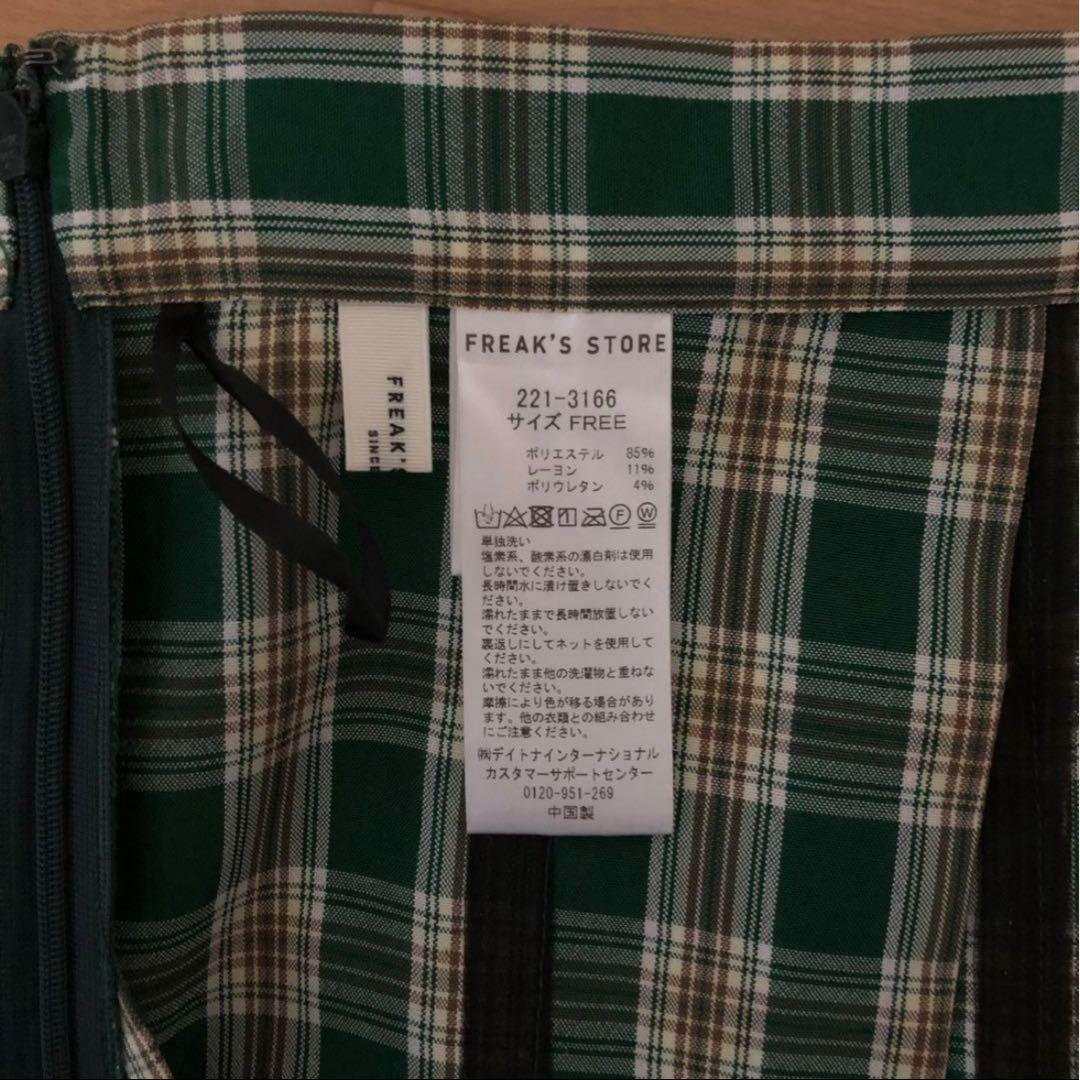 FREAK'S STORE
221-3166
サイズ FREE
ポリエステル 85%
レーヨン 11%
ポリウレタン 4%
F W
単独洗い
塩素系、酸素系の漂白剤は使用
しないでください。
長時間水に漬け置きしないでく
ださい。
濡れたままで長時間放置しない
でください。
裏返しにしてネットを使用して
ください。
濡れたまま他の洗濯物と重ねな
いでください。
摩擦により色が移る場合があり
ます。他の衣類との組み合わせ
にご注意ください。
㈱デイトナインターナショナル
カスタマーサポートセンター
0120-951-269
中国製
FREAK'S
SINCE